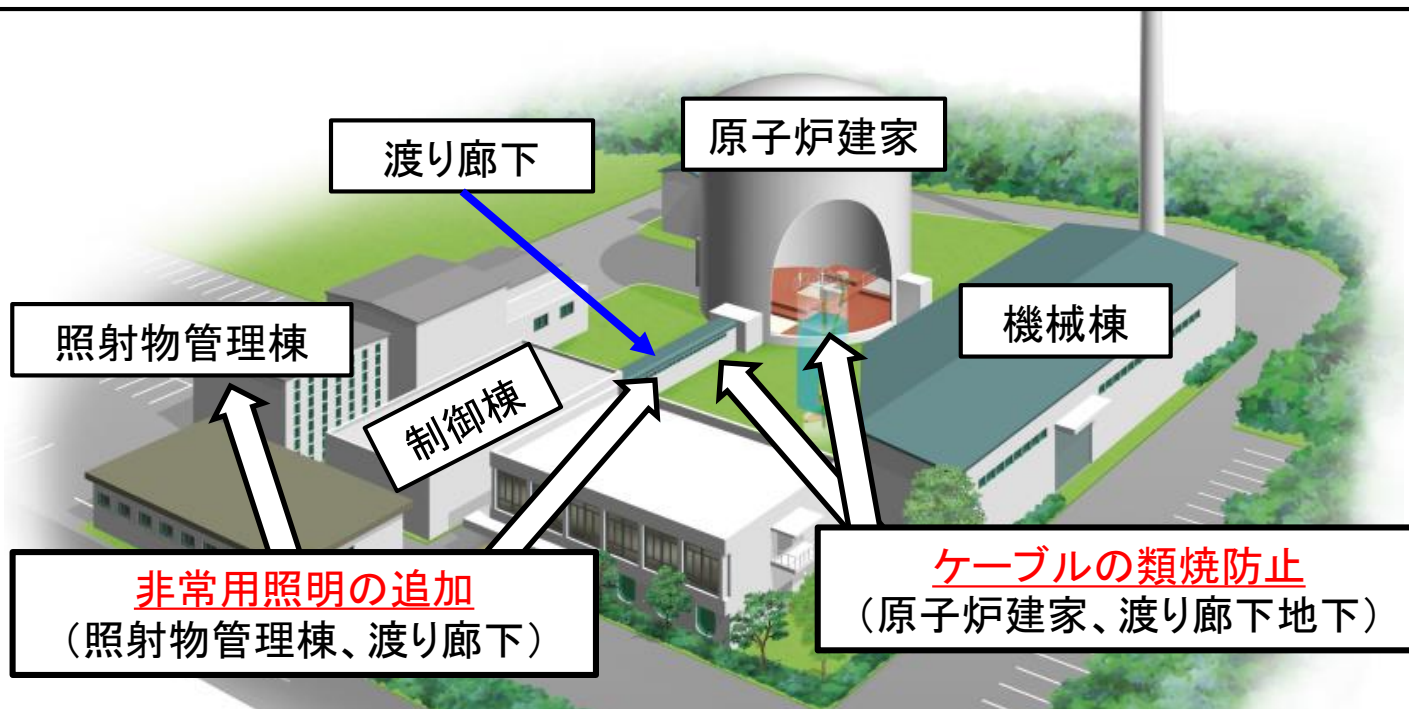 原子炉建家
渡り廊下
機械棟
照射物管理棟
制御棟
非常用照明の追加
（照射物管理棟、渡り廊下）
ケーブルの類焼防止
（原子炉建家、渡り廊下地下）